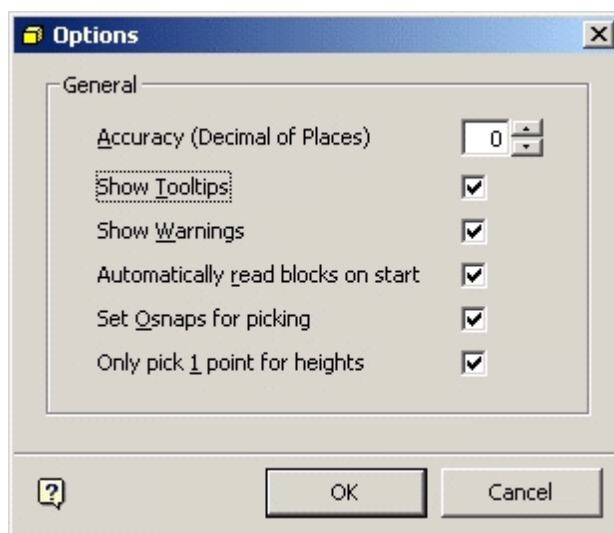 Options
General
Accuracy (Decimal of Places) 0
Show Tooltips
Show Warnings
Automatically read blocks on start
Set Osnaps for picking
Only pick 1 point for heights
? OK Cancel